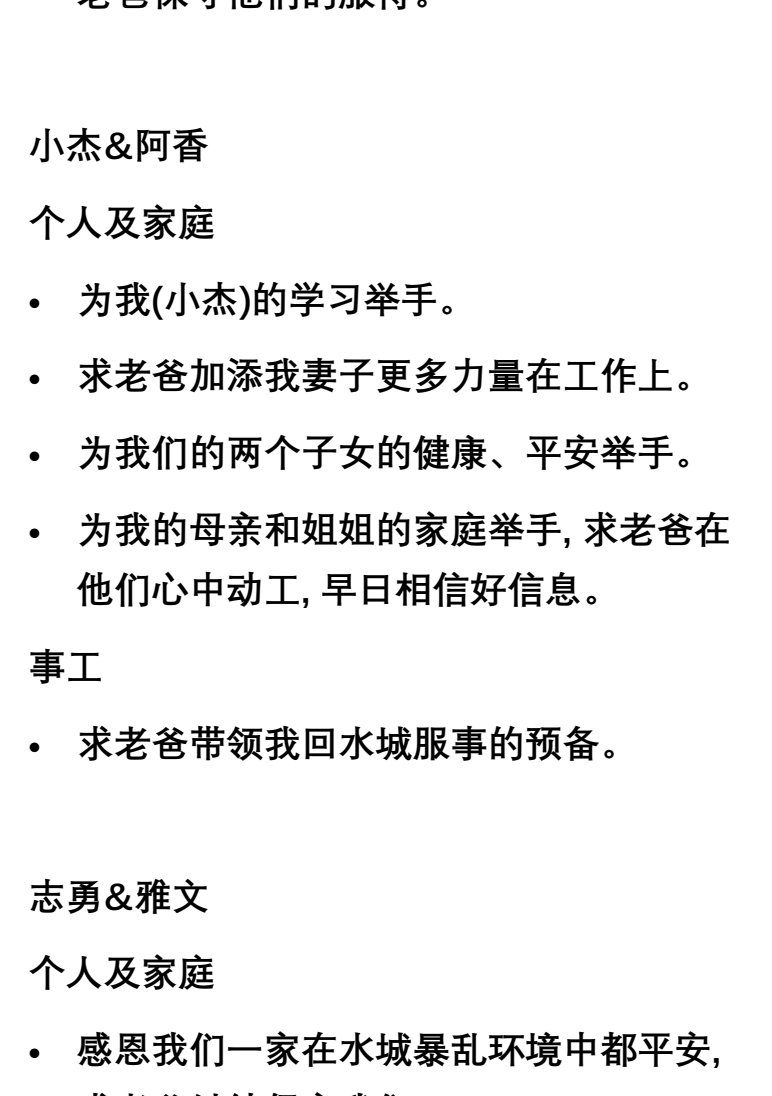 小杰&阿香
个人及家庭
• 为我(小杰)的学习举手。
• 求老爸加添我妻子更多力量在工作上。
• 为我们的两个子女的健康、平安举手。
• 为我的母亲和姐姐的家庭举手, 求老爸在
他们心中动工, 早日相信好信息。
事工
• 求老爸带领我回水城服事的预备。
志勇&雅文
个人及家庭
• 感恩我们一家在水城暴乱环境中都平安,